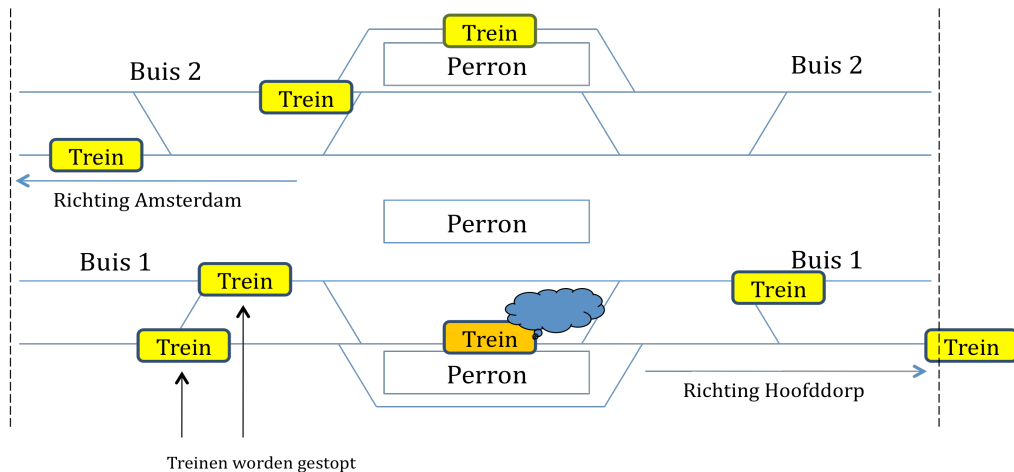 Trein
Perron
Buis 2
Buis 2
Trein
Trein
Richting Amsterdam
Perron
Buis 1
Buis 1
Trein
Trein
Trein
Trein
Trein
Perron
Richting Hoofddorp
Treinen worden gestopt